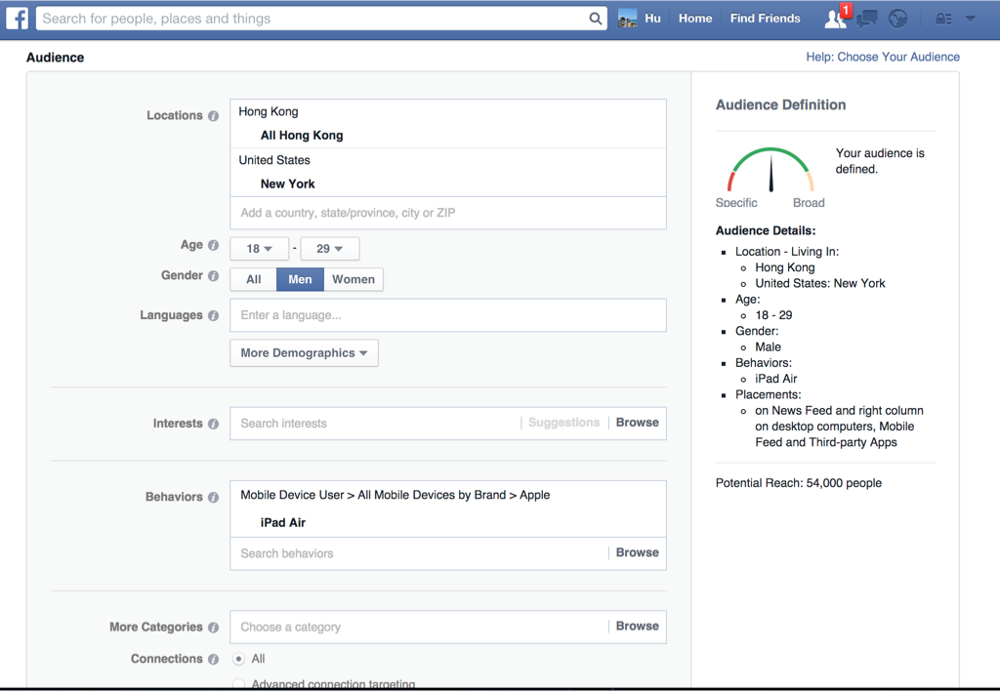 f Search for people, places and things Hu Home Find Friends 1
Audience Help: Choose Your Audience
Locations i
Hong Kong
All Hong Kong
United States
New York
Add a country, state/province, city or ZIP
Age i 18 - 29
Gender i All Men Women
Languages i Enter a language...
More Demographics
Interests i Search interests Suggestions Browse
Behaviors i Mobile Device User > All Mobile Devices by Brand > Apple
iPad Air
Search behaviors Browse
More Categories i Choose a category Browse
Connections i All
Advanced connection targeting
Audience Definition
Your audience is
defined.
Specific Broad
Audience Details:
Location - Living In:
Hong Kong
United States: New York
Age:
18 - 29
Gender:
Male
Behaviors:
iPad Air
Placements:
on News Feed and right column
on desktop computers, Mobile
Feed and Third-party Apps
Potential Reach: 54,000 people